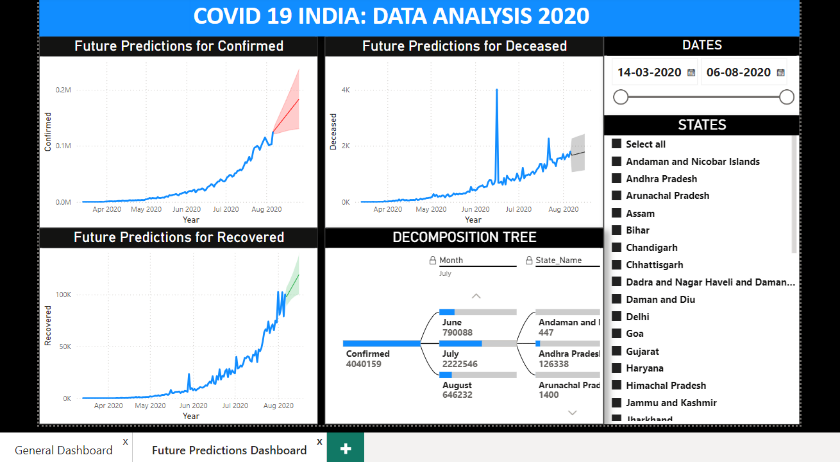 COVID 19 INDIA: DATA ANALYSIS 2020
Future Predictions for Confirmed
0.2M
0.1M
0.0M
Confirmed
Apr 2020 May 2020 Jun 2020 Jul 2020 Aug 2020
Year
Future Predictions for Deceased
4K
2K
0K
Deceased
Apr 2020 May 2020 Jun 2020 Jul 2020 Aug 2020
Year
DATES
14-03-2020 06-08-2020
STATES
Select all
Andaman and Nicobar Islands
Andhra Pradesh
Arunachal Pradesh
Assam
Bihar
Chandigarh
Chhattisgarh
Dadra and Nagar Haveli and Daman...
Daman and Diu
Delhi
Goa
Gujarat
Haryana
Himachal Pradesh
Jammu and Kashmir
Jharkhand
Future Predictions for Recovered
100K
50K
0K
Recovered
Apr 2020 May 2020 Jun 2020 Jul 2020 Aug 2020
Year
DECOMPOSITION TREE
Month
July
State_Name
Confirmed
4040159
June
790088
July
2222546
August
646232
Andaman and
447
Andhra Prades
126338
Arunachal Prad
1400
General Dashboard x
Future Predictions Dashboard x
+